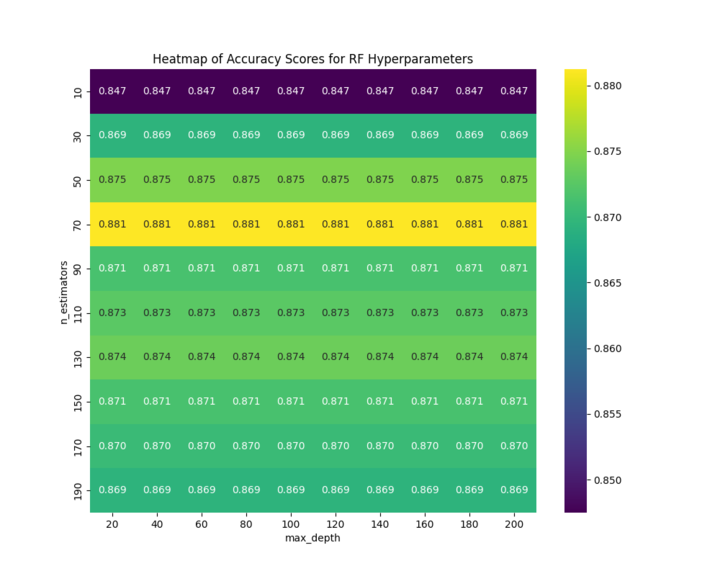 Heatmap of Accuracy Scores for RF Hyperparameters
n_estimators
10 0.847 0.847 0.847 0.847 0.847 0.847 0.847 0.847 0.847 0.847
30 0.869 0.869 0.869 0.869 0.869 0.869 0.869 0.869 0.869 0.869
50 0.875 0.875 0.875 0.875 0.875 0.875 0.875 0.875 0.875 0.875
70 0.881 0.881 0.881 0.881 0.881 0.881 0.881 0.881 0.881 0.881
90 0.871 0.871 0.871 0.871 0.871 0.871 0.871 0.871 0.871 0.871
110 0.873 0.873 0.873 0.873 0.873 0.873 0.873 0.873 0.873 0.873
130 0.874 0.874 0.874 0.874 0.874 0.874 0.874 0.874 0.874 0.874
150 0.871 0.871 0.871 0.871 0.871 0.871 0.871 0.871 0.871 0.871
170 0.870 0.870 0.870 0.870 0.870 0.870 0.870 0.870 0.870 0.870
190 0.869 0.869 0.869 0.869 0.869 0.869 0.869 0.869 0.869 0.869
20 40 60 80 100 120 140 160 180 200
max_depth
0.880
0.875
0.870
0.865
0.860
0.855
0.850